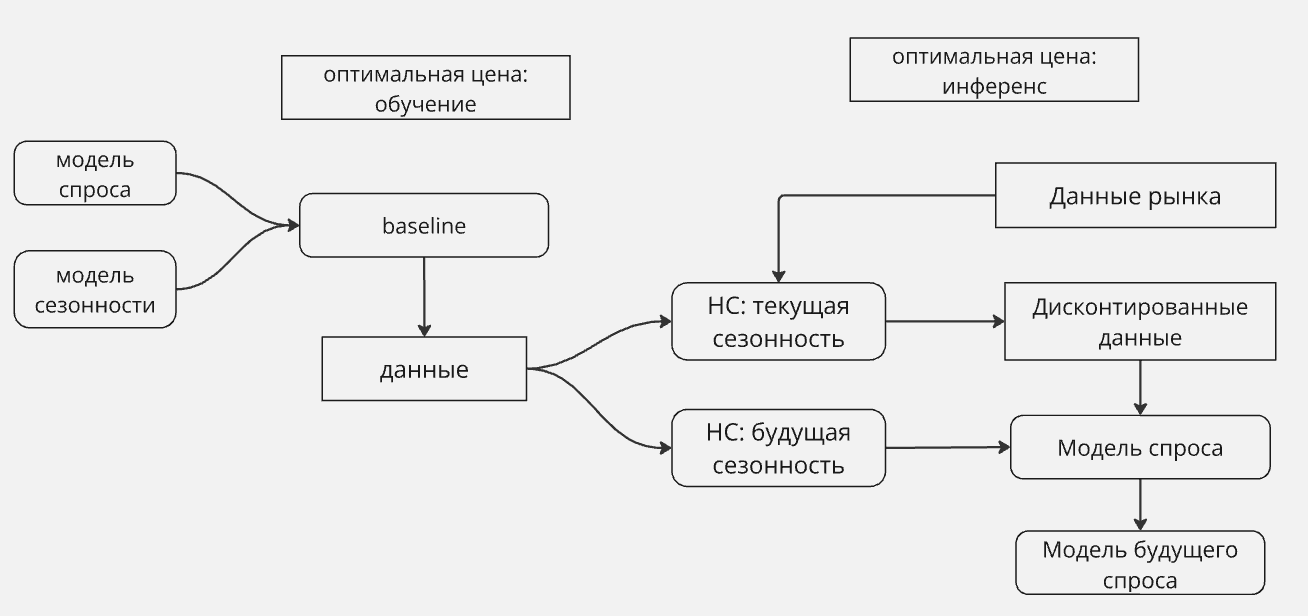 оптимальная цена:
обучение
оптимальная цена:
инференс
модель
спроса
baseline
Данные рынка
модель
сезонности
НС: текущая
сезонность
Дисконтированные
данные
данные
НС: будущая
сезонность
Модель спроса
Модель будущего
спроса